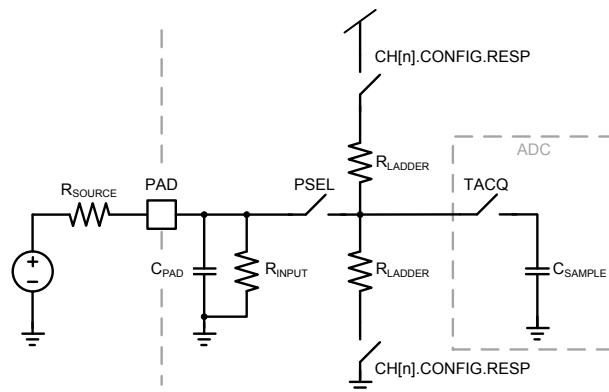 CH[n].CONFIG.RESP
ADC
RLADDER
RSOURCE
PAD
PSEL
TACQ
CPAD
RINPUT
RLADDER
CSAMPLE
CH[n].CONFIG.RESP